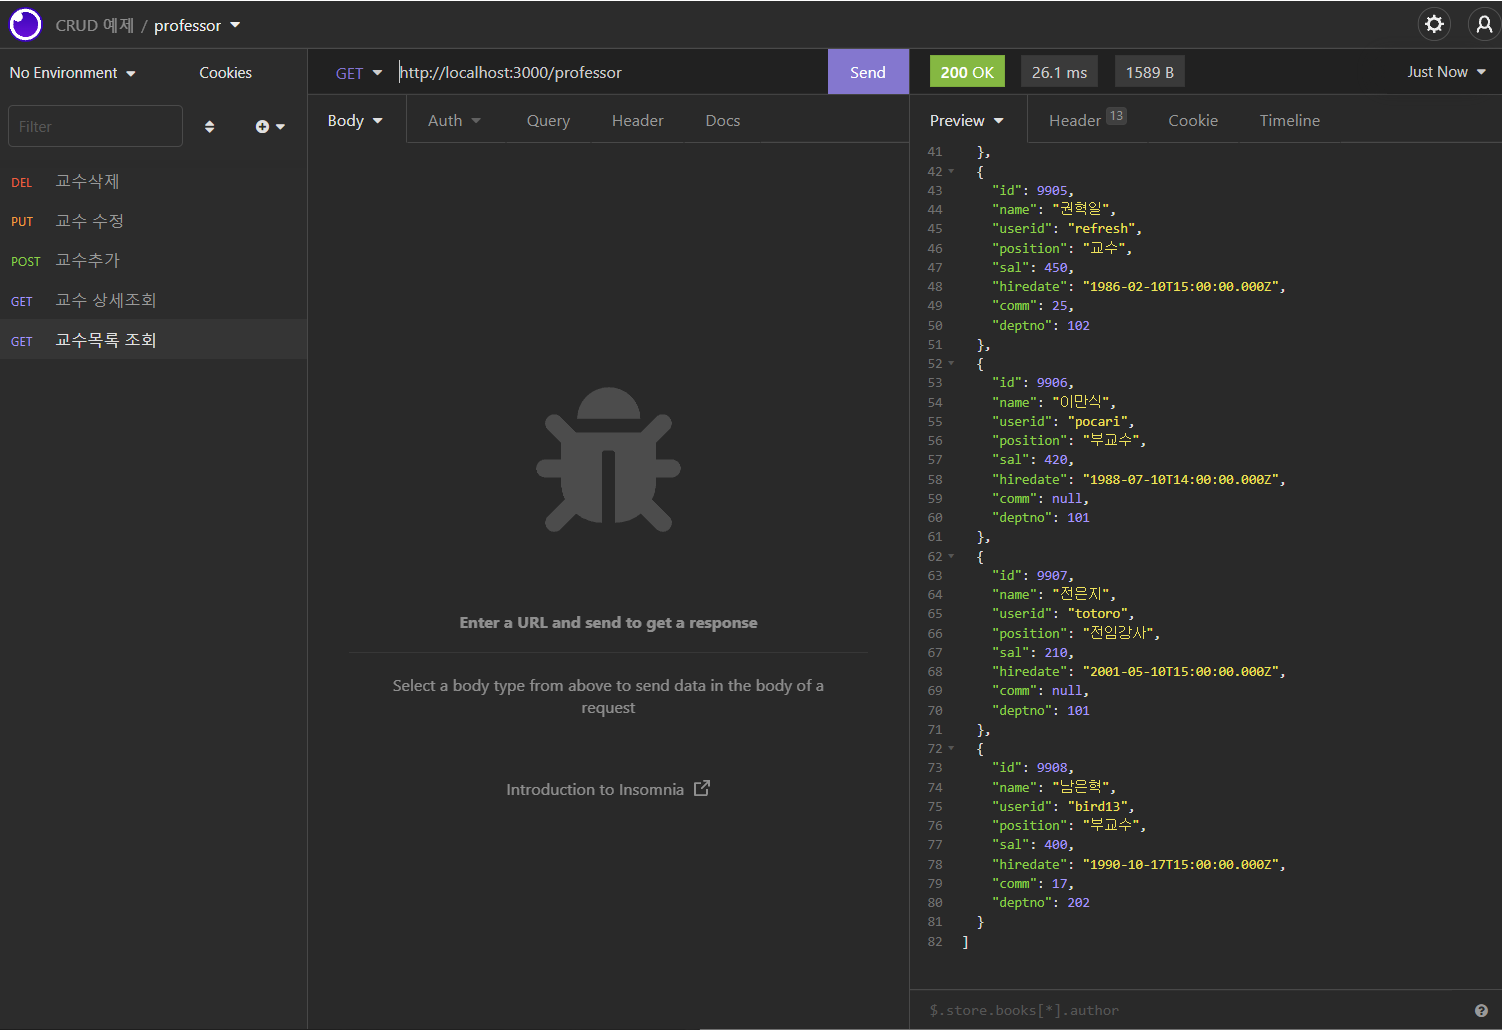 CRUD 예제 / professor
No Environment Cookies
GET http://localhost:3000/professor Send
200 OK 26.1 ms 1589 B Just Now
Filter
Body Auth Query Header Docs
Preview Header 13 Cookie Timeline
DEL 교수삭제
PUT 교수 수정
POST 교수추가
GET 교수 상세조회
GET 교수목록 조회
Enter a URL and send to get a response
Select a body type from above to send data in the body of a
request
Introduction to Insomnia
41 },
42 {
43 "id": 9905,
44 "name": "권혁일",
45 "userid": "refresh",
46 "position": "교수",
47 "sal": 450,
48 "hiredate": "1986-02-10T15:00:00.000Z",
49 "comm": 25,
50 "deptno": 102
51 },
52 {
53 "id": 9906,
54 "name": "이만식",
55 "userid": "pocari",
56 "position": "부교수",
57 "sal": 420,
58 "hiredate": "1988-07-10T14:00:00.000Z",
59 "comm": null,
60 "deptno": 101
61 },
62 {
63 "id": 9907,
64 "name": "전은지",
65 "userid": "totoro",
66 "position": "전임강사",
67 "sal": 210,
68 "hiredate": "2001-05-10T15:00:00.000Z",
69 "comm": null,
70 "deptno": 101
71 },
72 {
73 "id": 9908,
74 "name": "남은혁",
75 "userid": "bird13",
76 "position": "부교수",
77 "sal": 400,
78 "hiredate": "1990-10-17T15:00:00.000Z",
79 "comm": 17,
80 "deptno": 202
81 }
82 ]
$.store.books[*].author